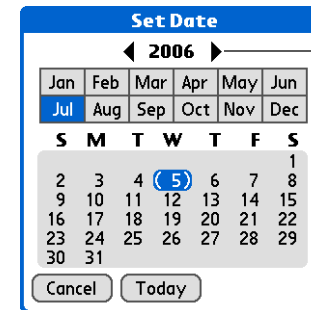 Set Date
2006
Jan Feb Mar Apr May Jun
Jul Aug Sep Oct Nov Dec
S M T W T F S
1
2 3 4 5 6 7 8
9 10 11 12 13 14 15
16 17 18 19 20 21 22
23 24 25 26 27 28 29
30 31
Cancel Today